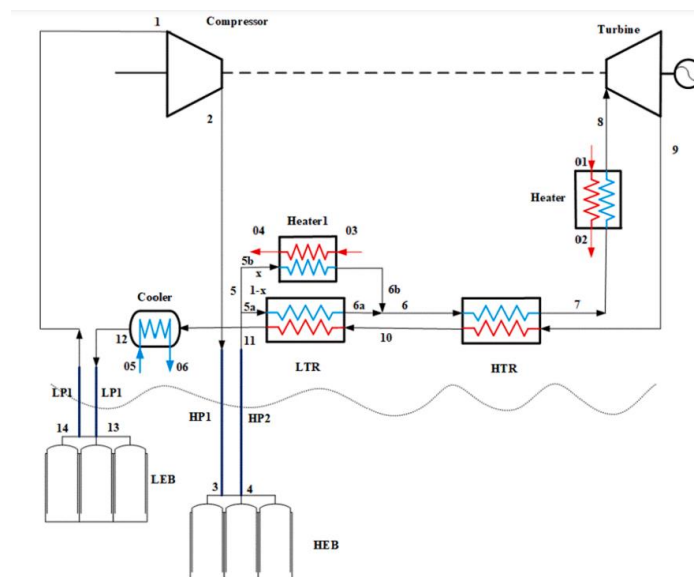 1
Compressor
Turbine
2
8
9
01
Heater
02
Heater1
04
03
5b
x
6b
5
1-x
Cooler
5a
6a
6
7
12
11
10
05
06
LTR
HTR
LP1
LP1
HP1
HP2
14
13
LEB
3
4
HEB